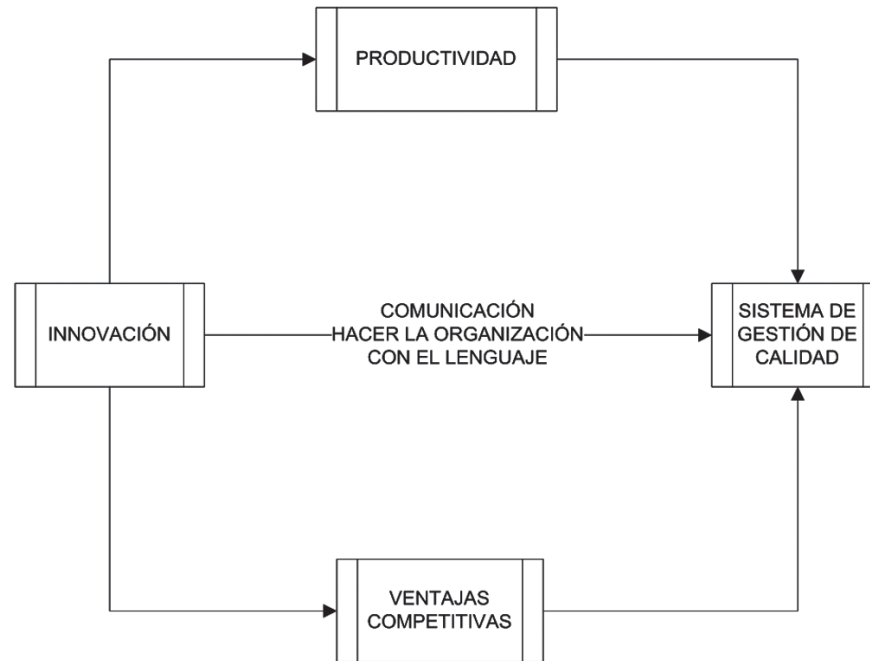 PRODUCTIVIDAD
INNOVACIÓN
COMUNICACIÓN
HACER LA ORGANIZACIÓN
CON EL LENGUAJE
SISTEMA DE
GESTIÓN DE
CALIDAD
VENTAJAS
COMPETITIVAS